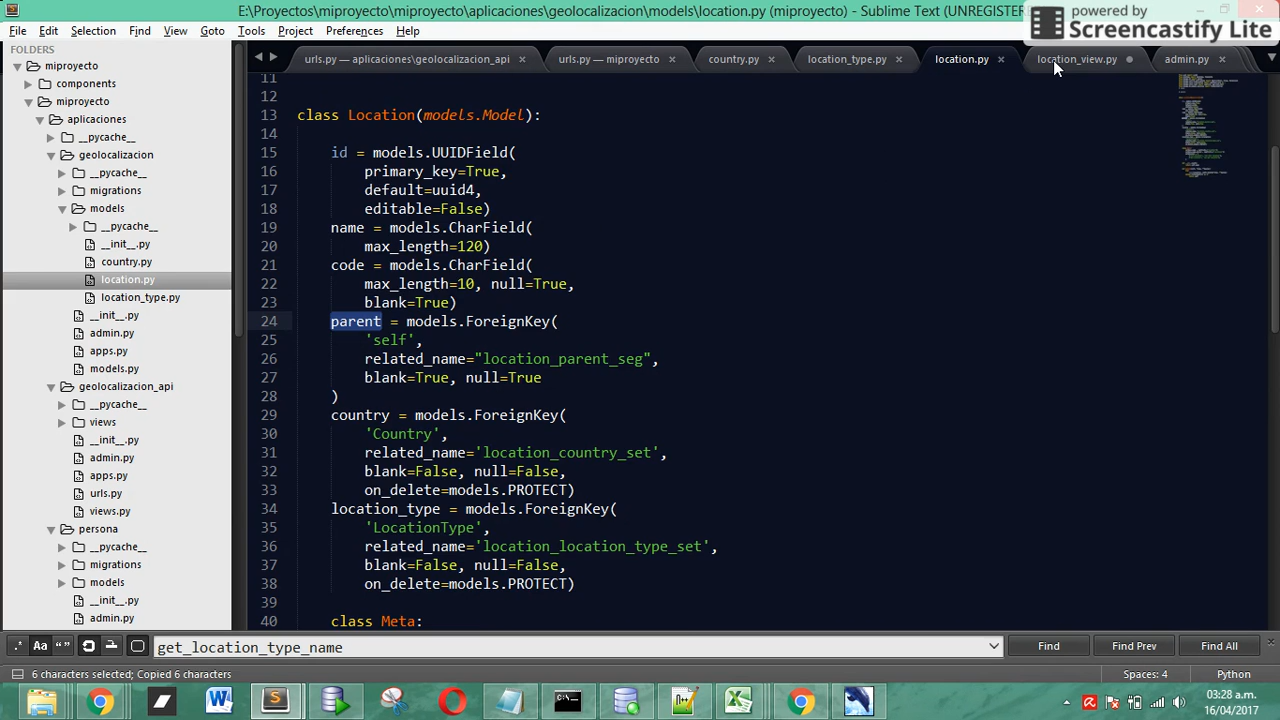 E:\Proyectos\miproyecto\aplicaciones\geolocalizacion\models\location.py (miproyecto) - Sublime Text (UNREGISTER
powered by
Screencastify Lite
File Edit Selection Find View Goto Tools Project Preferences Help
FOLDERS
miproyecto
components
miproyecto
aplicaciones
__pycache__
geolocalizacion
__pycache__
migrations
models
__pycache__
__init__.py
country.py
location.py
location_type.py
__init__.py
admin.py
apps.py
models.py
geolocalizacion_api
__pycache__
views
__init__.py
admin.py
apps.py
urls.py
views.py
persona
__pycache__
migrations
models
__init__.py
admin.py
urls.py — aplicaciones\geolocalizacion_api × urls.py — miproyecto × country.py × location_type.py × location.py × location_view.py admin.py ×
11
12
13 class Location(models.Model):
14
15 id = models.UUIDField(
16 primary_key=True,
17 default=uuid4,
18 editable=False)
19 name = models.CharField(
20 max_length=120)
21 code = models.CharField(
22 max_length=10, null=True,
23 blank=True)
24 parent = models.ForeignKey(
25 'self',
26 related_name="location_parent_seg",
27 blank=True, null=True
28 )
29 country = models.ForeignKey(
30 'Country',
31 related_name='location_country_set',
32 blank=False, null=False,
33 on_delete=models.PROTECT)
34 location_type = models.ForeignKey(
35 'LocationType',
36 related_name='location_location_type_set',
37 blank=False, null=False,
38 on_delete=models.PROTECT)
39
40 class Meta:
.* Aa “ ” get_location_type_name Find Find Prev Find All
6 characters selected; Copied 6 characters Spaces: 4 Python
03:28 a.m.
16/04/2017